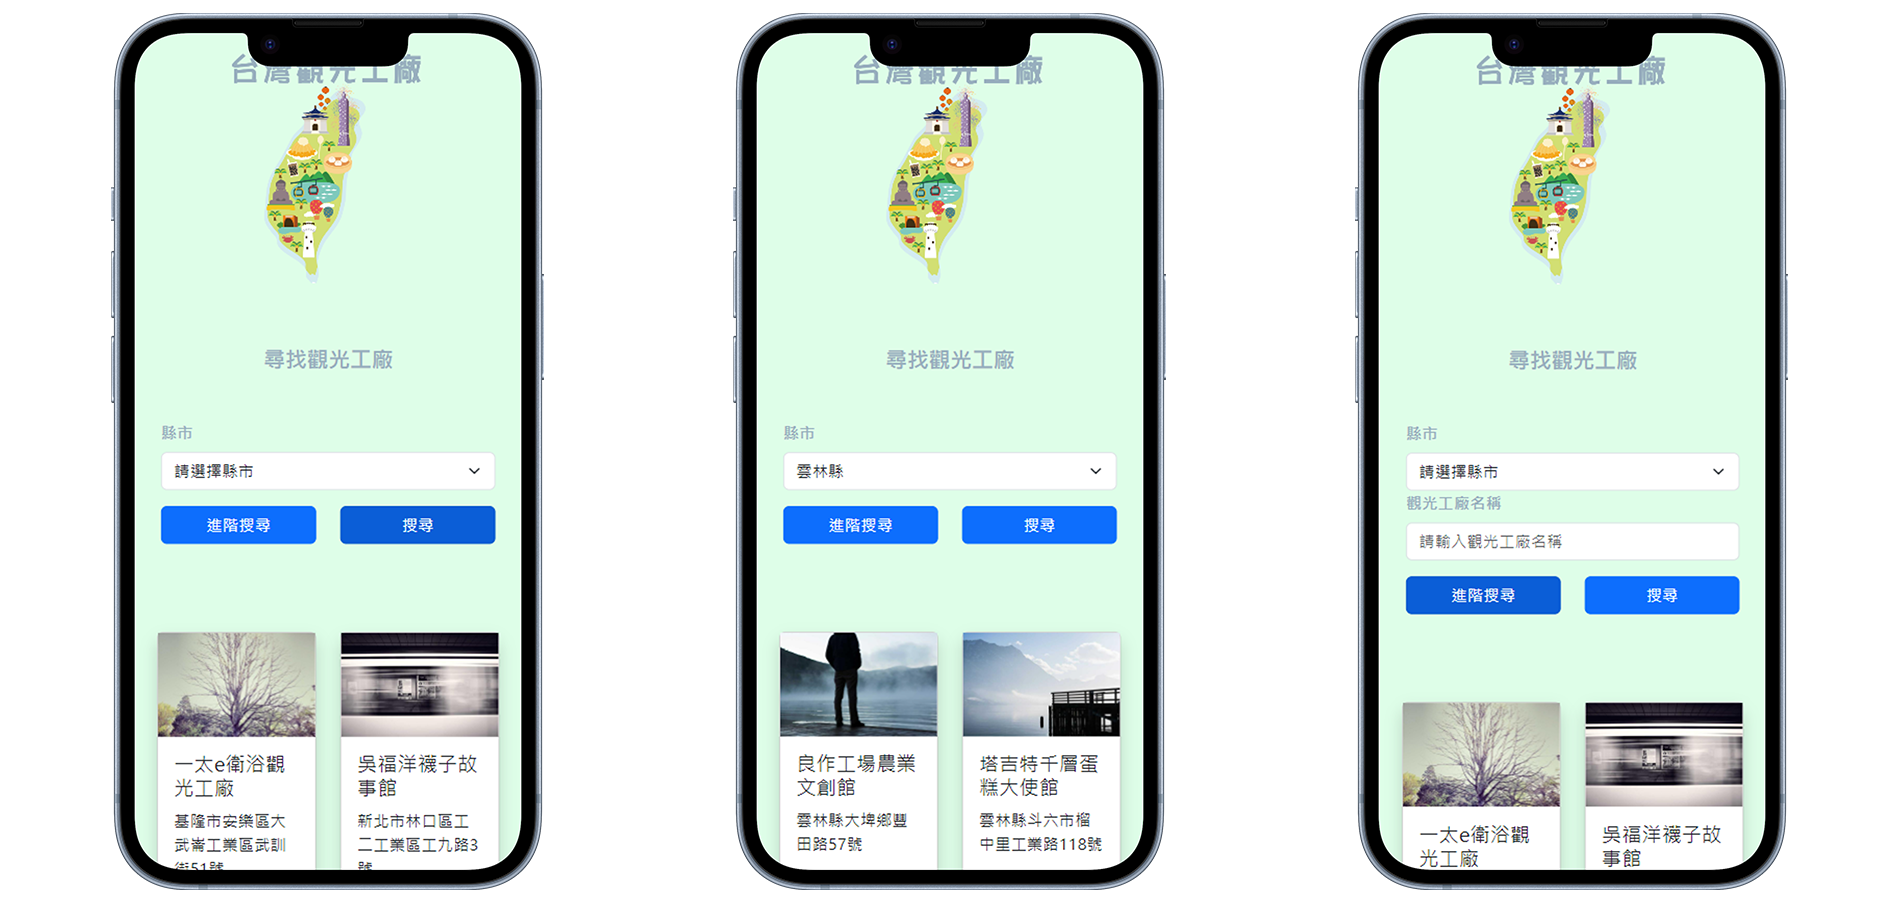 台灣觀光工廠
尋找觀光工廠
縣市
請選擇縣市
進階搜尋
搜尋
一太e衛浴觀
光工廠
基隆市安樂區大
武崙工業區武訓
街51號
吳福洋襪子故
事館
新北市林口區工
二工業區工九路3
號
台灣觀光工廠
尋找觀光工廠
縣市
雲林縣
進階搜尋
搜尋
良作工場農業
文創館
雲林縣大埤鄉豐
田路57號
塔吉特千層蛋
糕大使館
雲林縣斗六市榴
中里工業路118號
台灣觀光工廠
尋找觀光工廠
縣市
請選擇縣市
觀光工廠名稱
請輸入觀光工廠名稱
進階搜尋
搜尋
一太e衛浴觀
光工廠
吳福洋襪子故
事館